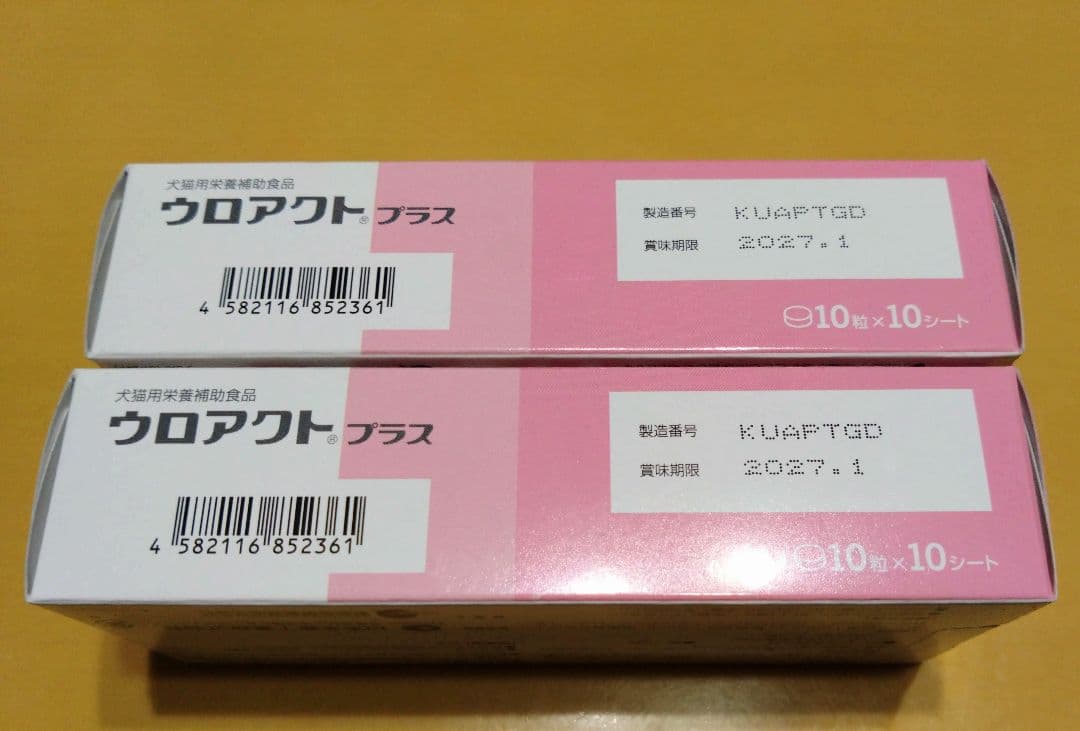 犬猫用栄養補助食品
ウロアクト® プラス
製造番号 KUAPTGD
賞味期限 2027.1
4 582116 852361
10粒×10シート
犬猫用栄養補助食品
ウロアクト® プラス
製造番号 KUAPTGD
賞味期限 2027.1
4 582116 852361
10粒×10シート